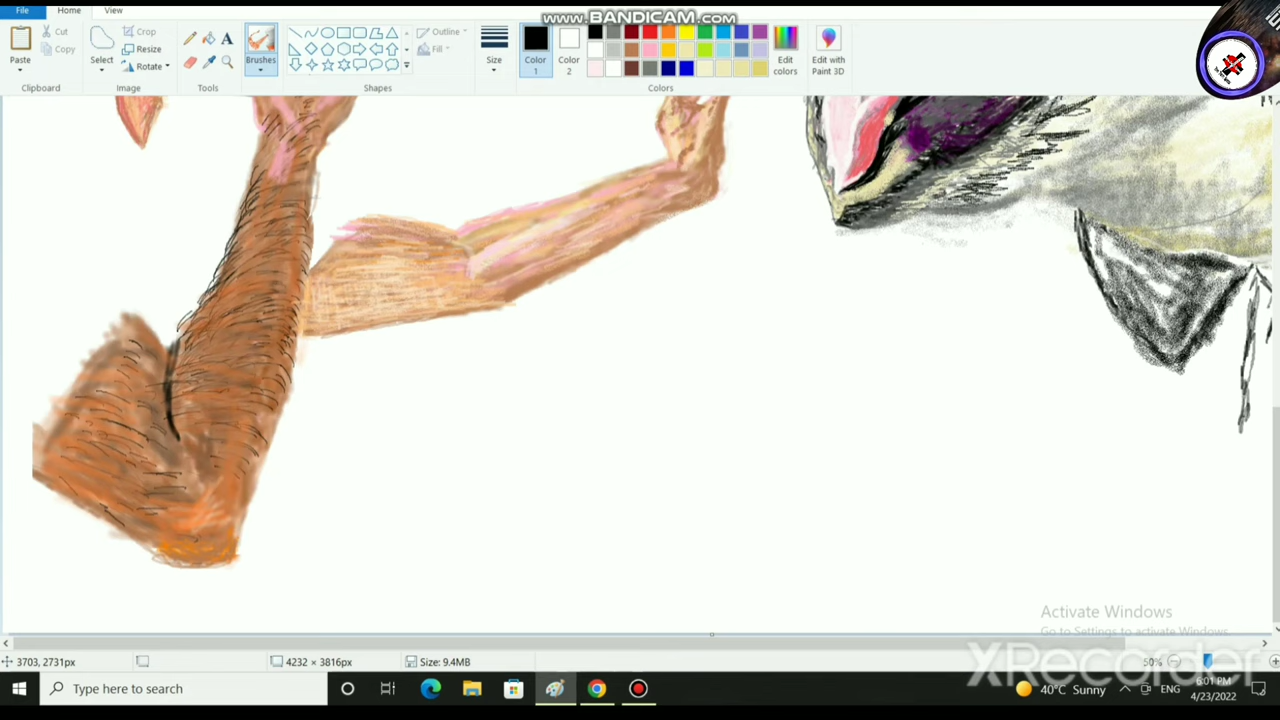 www.BANDICAM.com
File Home View
Paste
Cut
Copy
Clipboard
Select
Crop
Resize
Rotate
Image
Tools
Brushes
Shapes
Outline
Fill
Size
Color 1
Color 2
Colors
Edit colors
Edit with Paint 3D
Activate Windows
Go to Settings to activate Windows.
XRecorder
3703, 2731px
4232 × 3816px
Size: 9.4MB
50%
Type here to search
40°C Sunny
ENG
6:01 PM
4/23/2022